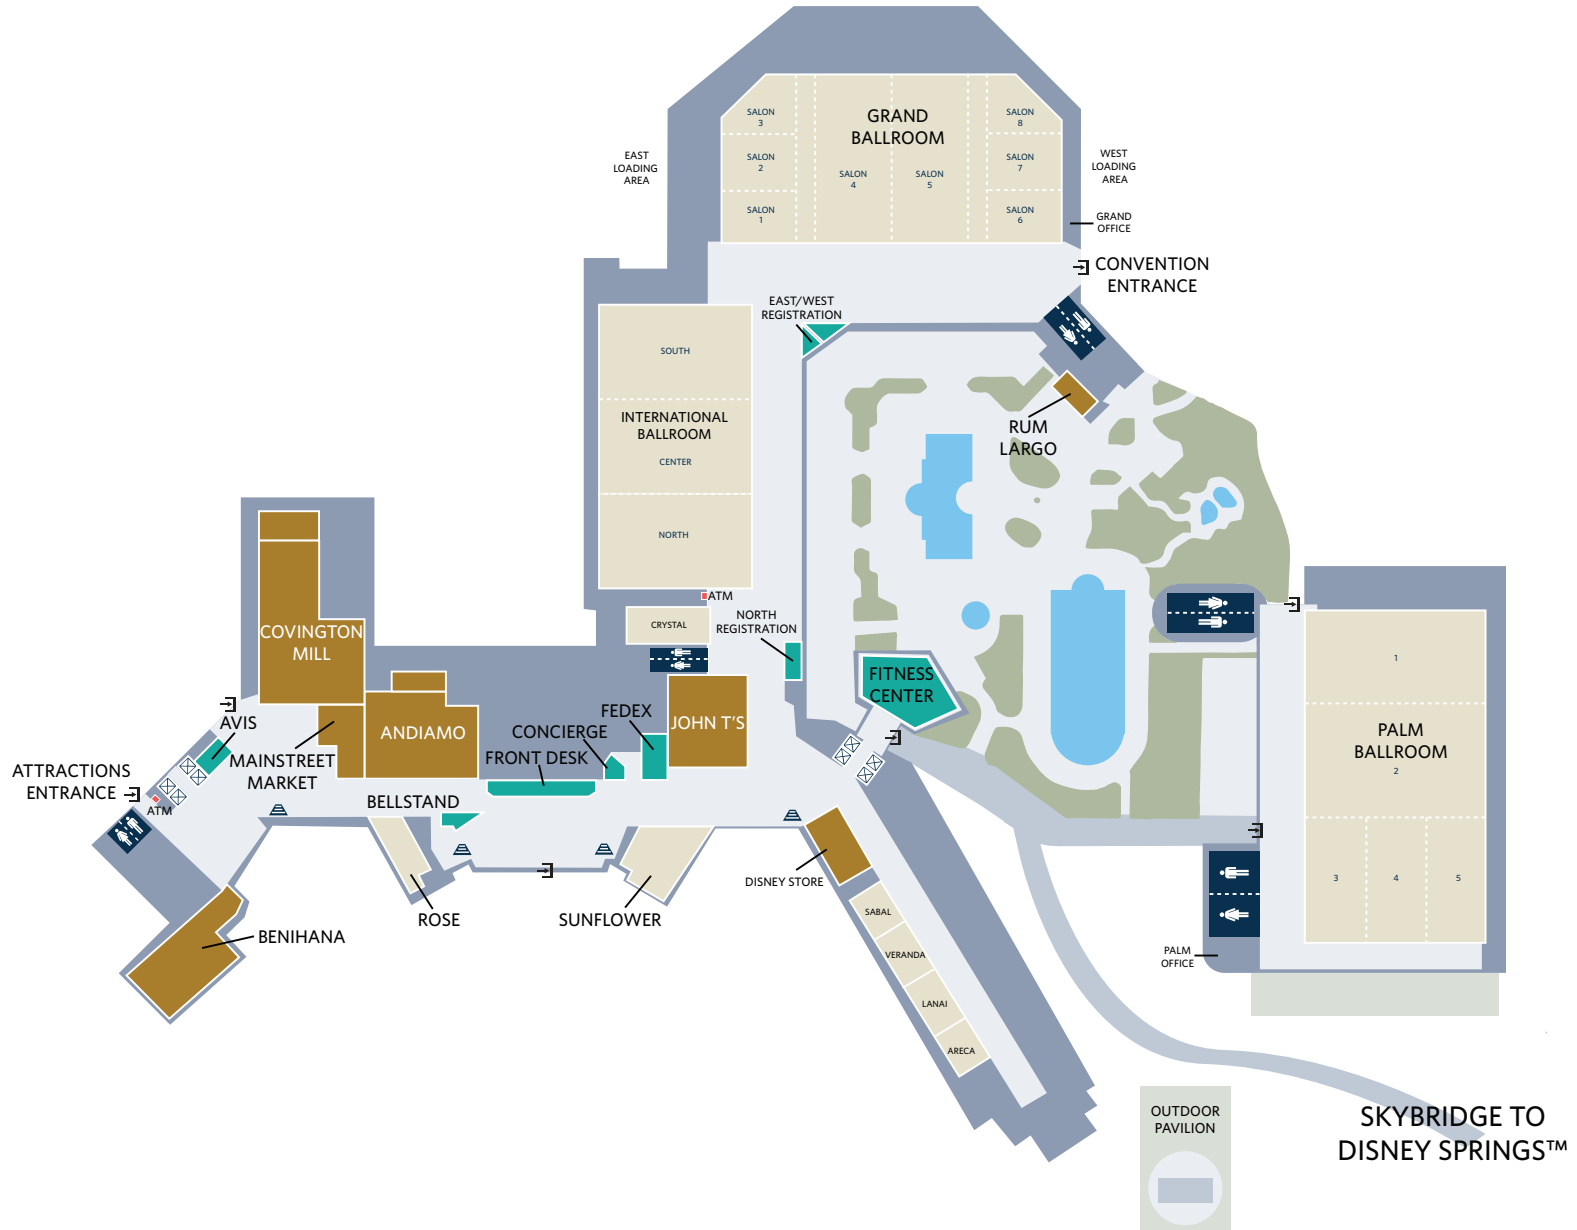 SALON
3
SALON
2
SALON
1
GRAND
BALLROOM
SALON
4
SALON
5
SALON
8
SALON
7
SALON
6
EAST
LOADING
AREA
WEST
LOADING
AREA
GRAND
OFFICE
CONVENTION
ENTRANCE
EAST/WEST
REGISTRATION
SOUTH
INTERNATIONAL
BALLROOM
CENTER
NORTH
RUM
LARGO
ATM
CRYSTAL
NORTH
REGISTRATION
COVINGTON
MILL
FITNESS
CENTER
AVIS
MAINSTREET
MARKET
ANDIAMO
FEDEX
CONCIERGE
FRONT DESK
JOHN T'S
ATTRACTIONS
ENTRANCE
ATM
BELLSTAND
1
PALM
BALLROOM
2
3
4
5
DISNEY STORE
ROSE
SUNFLOWER
BENIHANA
SABAL
VERANDA
LANAI
ARECA
PALM
OFFICE
OUTDOOR
PAVILION
SKYBRIDGE TO
DISNEY SPRINGS™